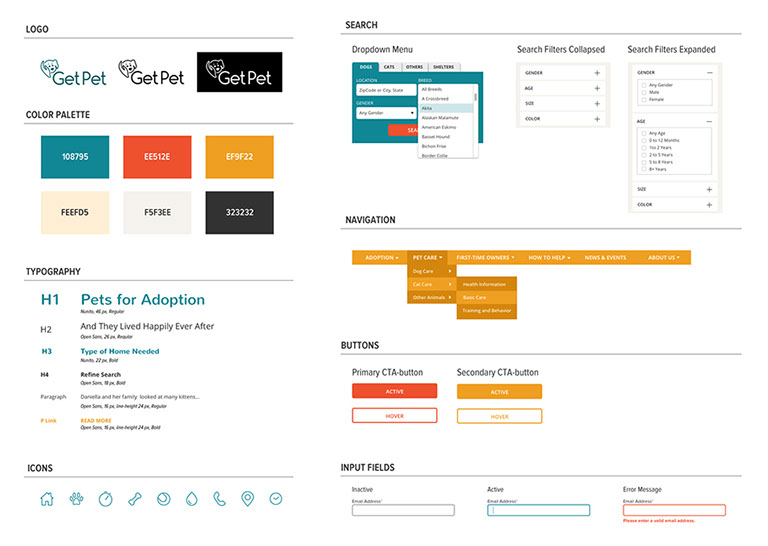 LOGO
GetPet
GetPet
GetPet
COLOR PALETTE
108795
EE512E
EF9F22
FEEFD5
F5F3EE
323232
TYPOGRAPHY
H1 Pets for Adoption
Nunito, 46 px, Regular
H2 And They Lived Happily Ever After
Open Sans, 26 px, Regular
H3 Type of Home Needed
Nunito, 22 px, Bold
H4 Refine Search
Open Sans, 18 px, Bold
Paragraph Daniella and her family looked at many kittens...
Open Sans, 16 px, line-height 24 px, Regular
P Link READ MORE
Open Sans, 16 px, line-height 24 px, Bold
ICONS
SEARCH
Dropdown Menu
DOGS CATS OTHERS SHELTERS
LOCATION
ZipCode or City, State
GENDER
Any Gender
SEA
BREED
All Breeds
A Crossbreed
Akita
Alaskan Malamute
American Eskimo
Basset Hound
Bichon Frise
Border Collie
Search Filters Collapsed
GENDER +
AGE +
SIZE +
COLOR +
Search Filters Expanded
GENDER —
Any Gender
Male
Female
AGE —
Any Age
0 to 12 Months
1to 2 Years
2 to 5 Years
5 to 8 Years
8+ Years
SIZE +
COLOR +
NAVIGATION
ADOPTION PET CARE FIRST-TIME OWNERS HOW TO HELP NEWS & EVENTS ABOUT US
Dog Care
Cat Care
Other Animals
Health Information
Basic Care
Training and Behavior
BUTTONS
Primary CTA-button
ACTIVE
HOVER
Secondary CTA-button
ACTIVE
HOVER
INPUT FIELDS
Inactive
Email Address*
Active
Email Address*
Error Message
Email Address*
Please enter a valid email address.